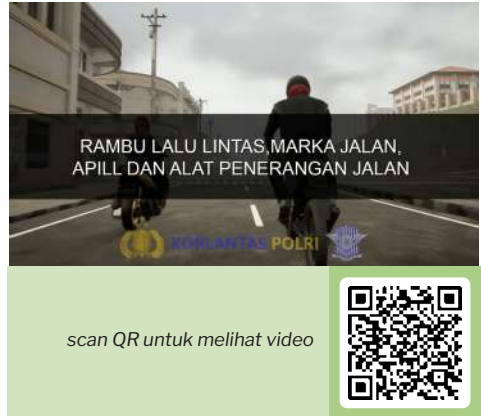 RAMBU LALU LINTAS,MARKA JALAN,
APILL DAN ALAT PENERANGAN JALAN
KORLANTAS POLRI
scan QR untuk melihat video